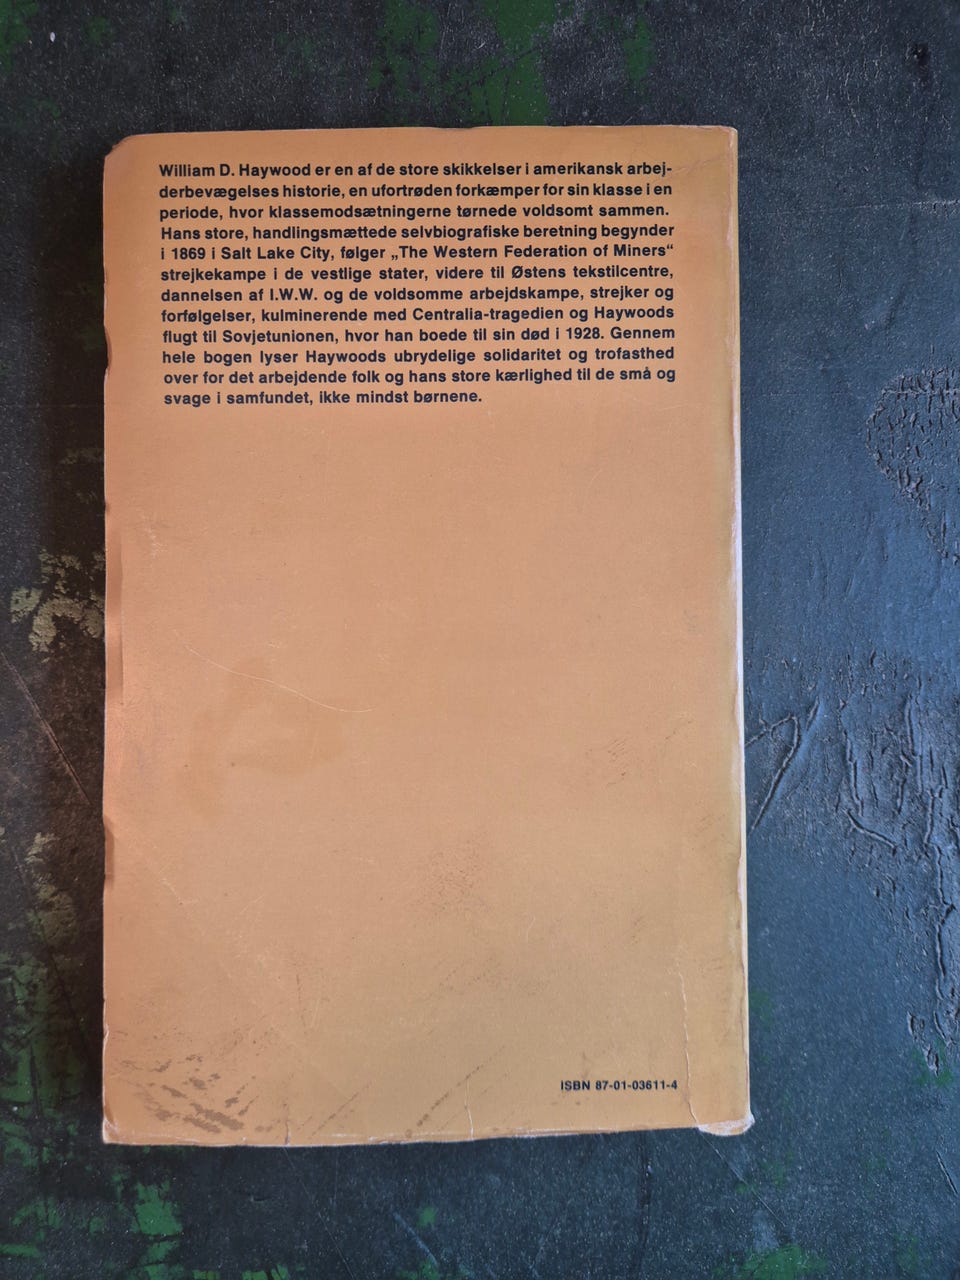 William D. Haywood er en af de store skikkelser i amerikansk arbej-
derbevægelses historie, en ufortrøden forkæmper for sin klasse i en
periode, hvor klassemodsætningerne tørnede voldsomt sammen.
Hans store, handlingsmættede selvbiografiske beretning begynder
i 1869 i Salt Lake City, følger „The Western Federation of Miners“
strejkekampe i de vestlige stater, videre til Østens tekstilcentre,
dannelsen af I.W.W. og de voldsomme arbejdskampe, strejker og
forfølgelser, kulminerende med Centralia-tragedien og Haywoods
flugt til Sovjetunionen, hvor han boede til sin død i 1928. Gennem
hele bogen lyser Haywoods ubrydelige solidaritet og trofasthed
over for det arbejdende folk og hans store kærlighed til de små og
svage i samfundet, ikke mindst børnene.
ISBN 87-01-03611-4